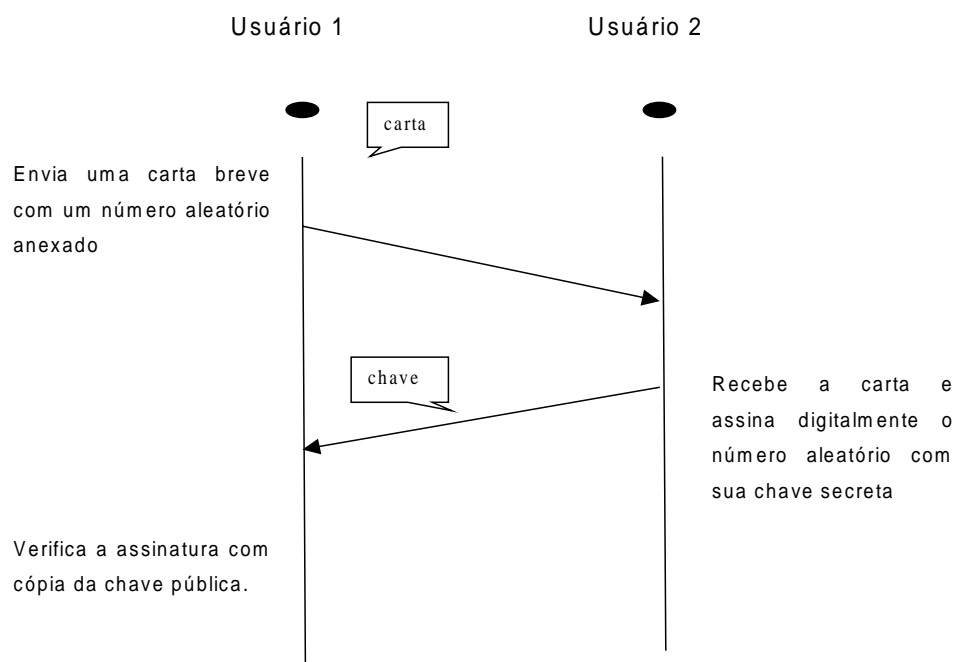 Usuário 1
Usuário 2
carta
Envia uma carta breve
com um número aleatório
anexado
chave
Recebe a carta e
assina digitalmente o
número aleatório com
sua chave secreta
Verifica a assinatura com
cópia da chave pública.